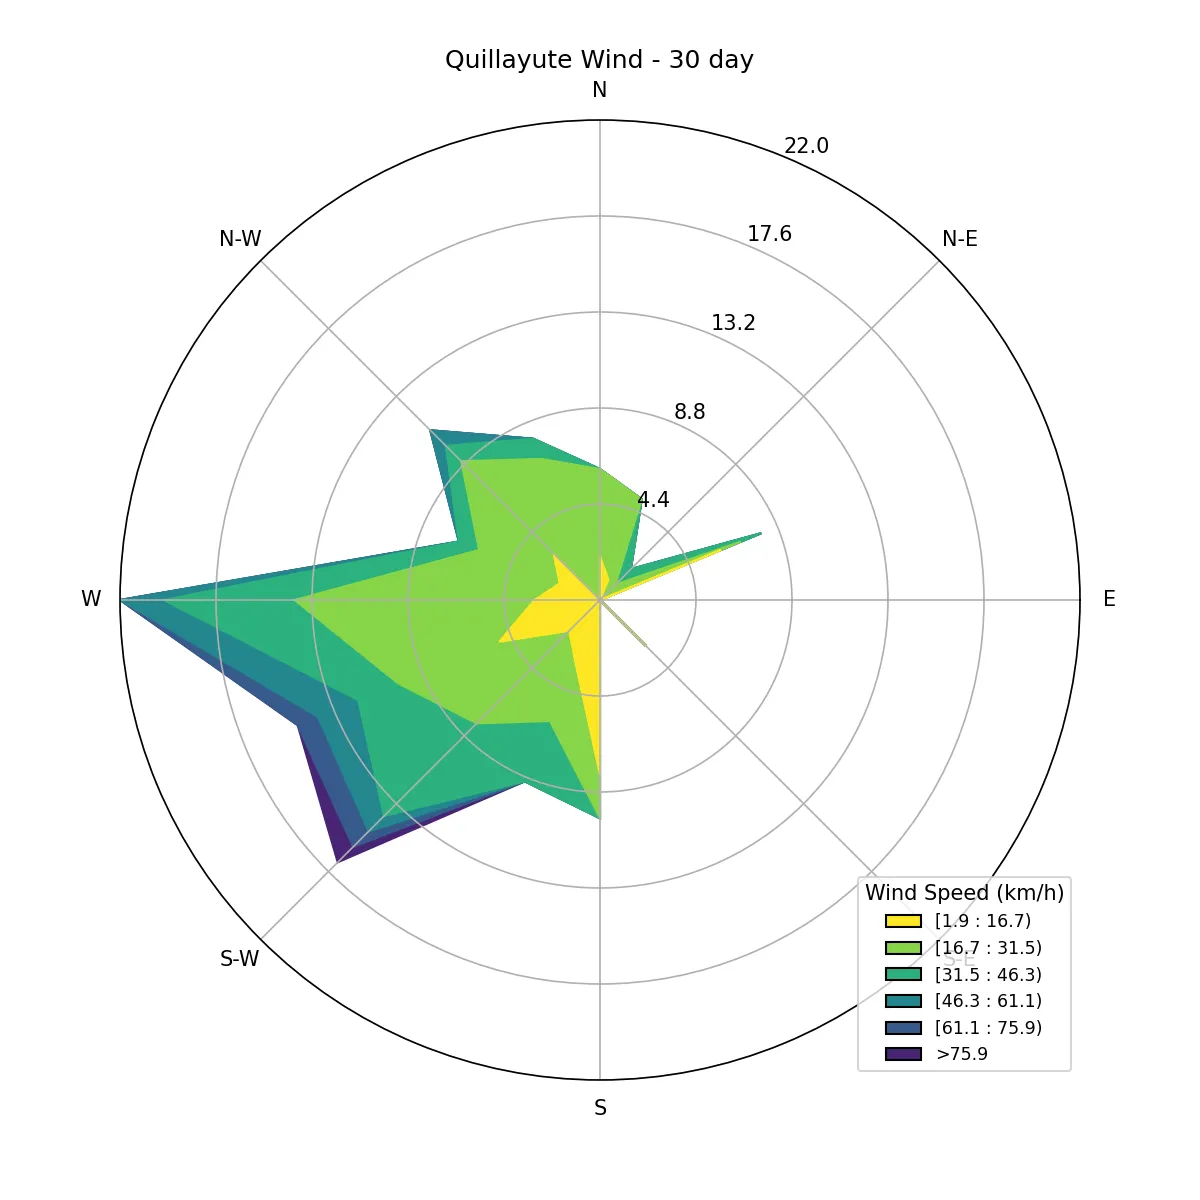 Quillayute Wind - 30 day
N
22.0
17.6
N-W
N-E
13.2
8.8
4.4
W
E
S-W
S-E
Wind Speed (km/h)
[1.9 : 16.7)
[16.7 : 31.5)
[31.5 : 46.3)
[46.3 : 61.1)
[61.1 : 75.9)
>75.9
S